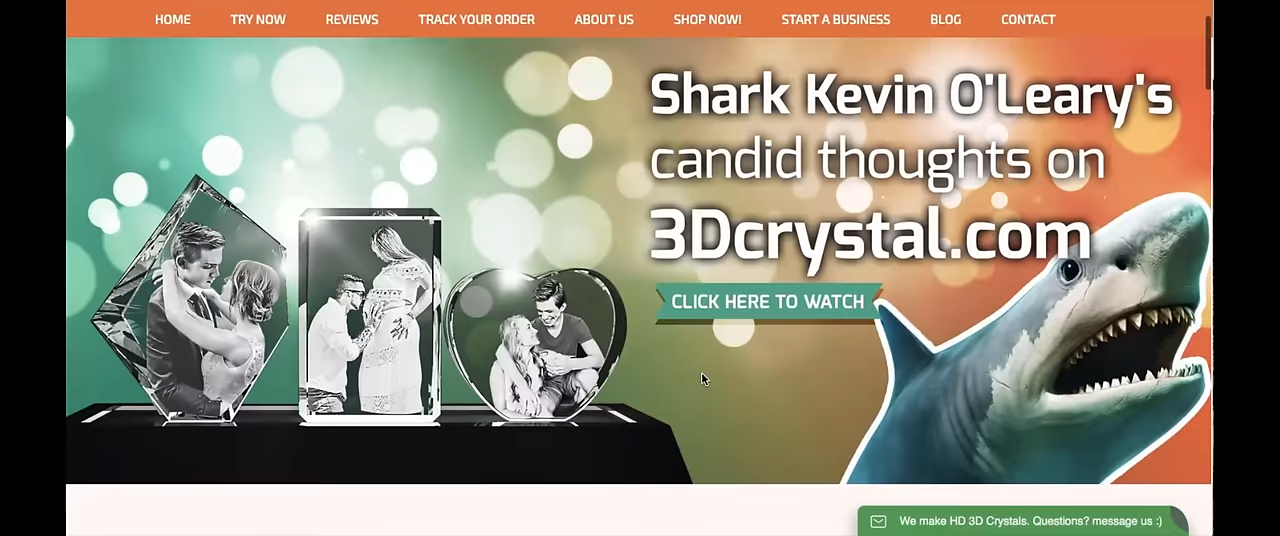 HOME TRY NOW REVIEWS TRACK YOUR ORDER ABOUT US SHOP NOW! START A BUSINESS BLOG CONTACT
Shark Kevin O'Leary's
candid thoughts on
3Dcrystal.com
CLICK HERE TO WATCH
We make HD 3D Crystals. Questions? message us :)